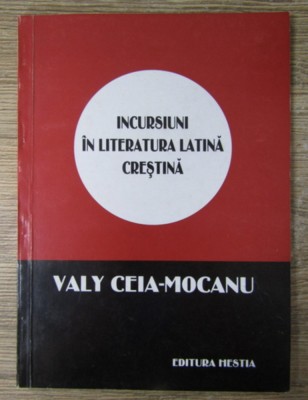 INCURSIUNI
ÎN LITERATURA LATINĂ
CREȘTINĂ
VALY CEIA-MOCANU
EDITURA HESTIA